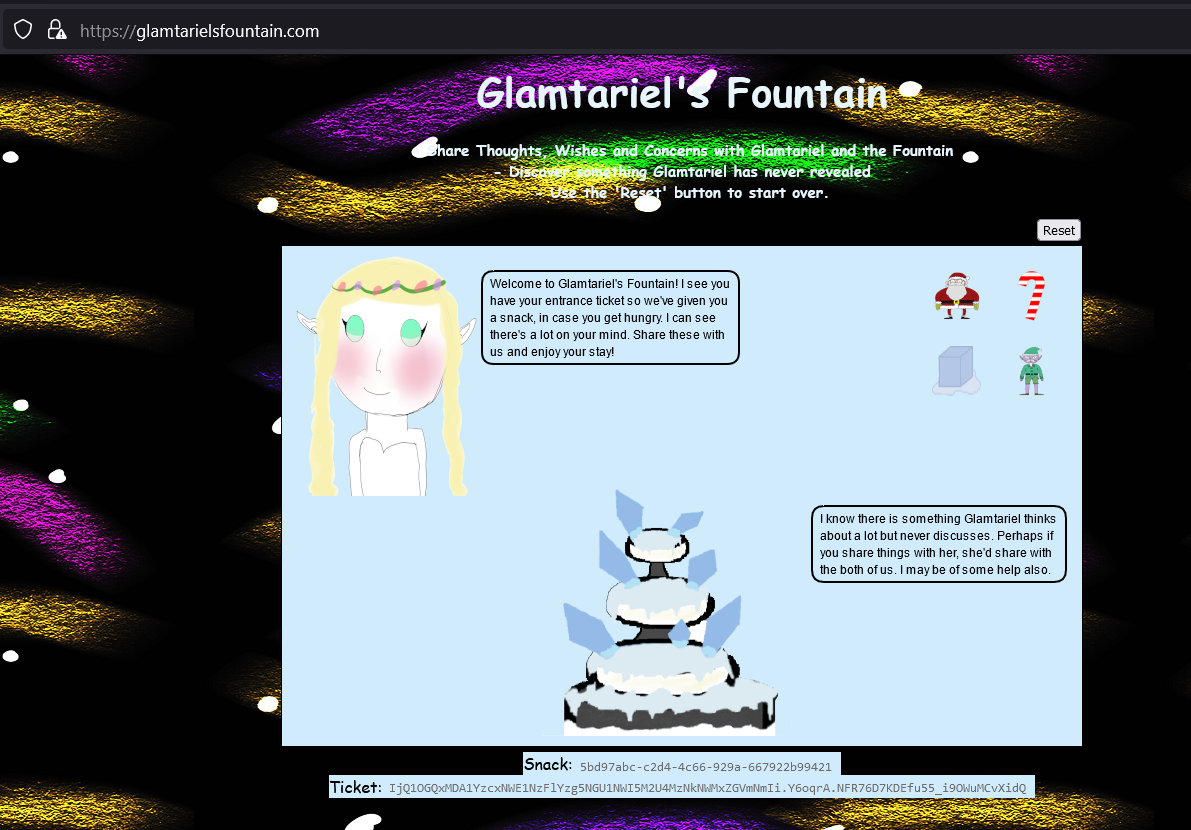 https://glamtarielsfountain.com
Glamtariel's Fountain
Share Thoughts, Wishes and Concerns with Glamtariel and the Fountain
- Discover something Glamtariel has never revealed
- Use the 'Reset' button to start over.
Reset
Welcome to Glamtariel's Fountain! I see you
have your entrance ticket so we've given you
a snack, in case you get hungry. I can see
there's a lot on your mind. Share these with
us and enjoy your stay!
I know there is something Glamtariel thinks
about a lot but never discusses. Perhaps if
you share things with her, she'd share with
the both of us. I may be of some help also.
Snack: 5bd97abc-c2d4-4c66-929a-667922b99421
Ticket: IjQ1OGQxMDA1YzcxNWE1NzFlYzg5NGU1NWI5M2U4MzNkNWMxZGVmNmIi.Y6oqrA.NFR76D7KDEfu55_i9OWuMCvXidQ